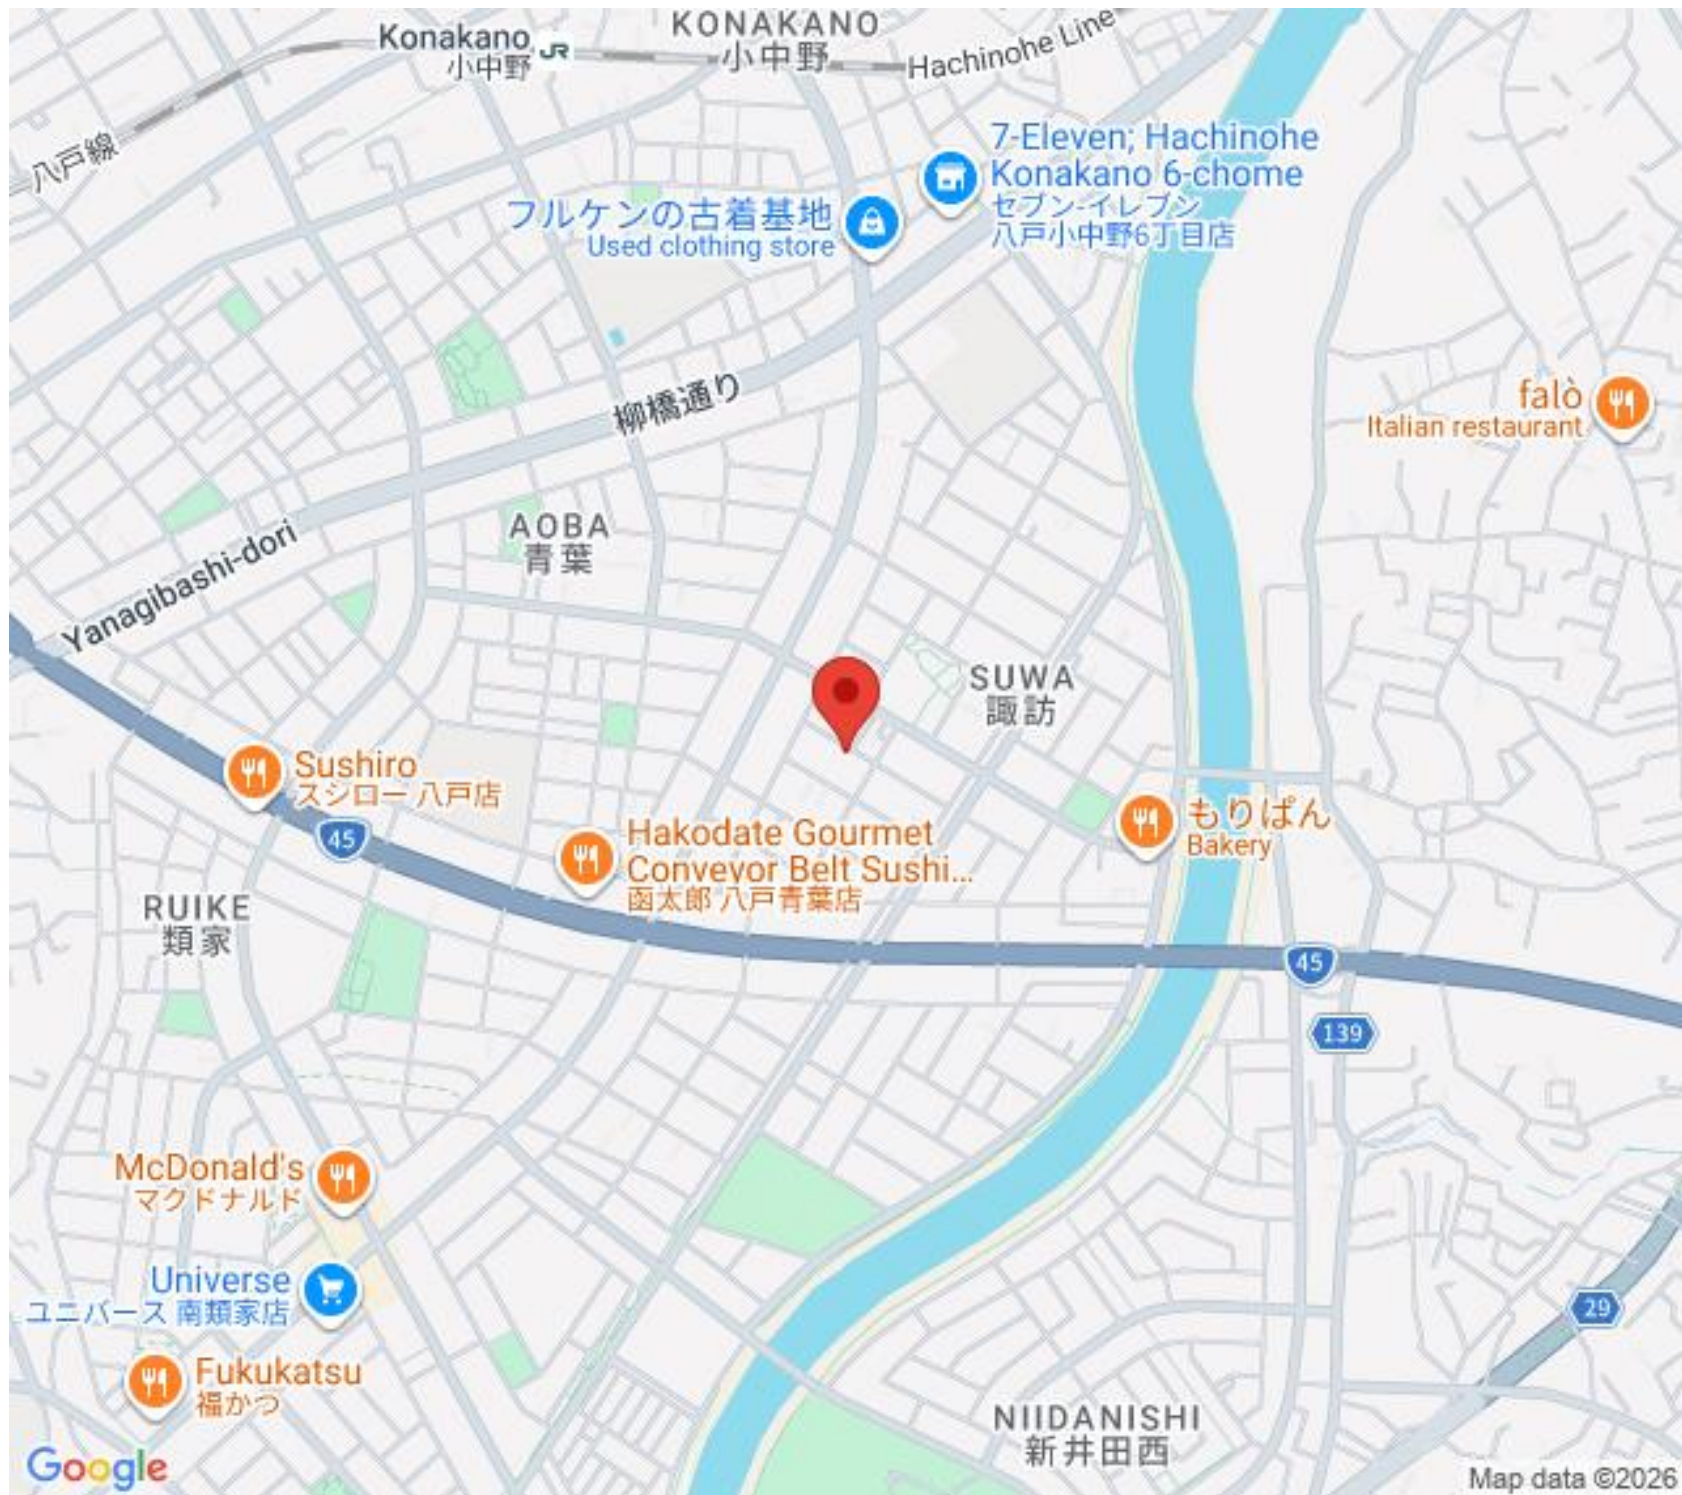 KONAKANO
小中野
Konakano
小中野
JR
Hachinohe Line
八戸線
7-Eleven; Hachinohe
Konakano 6-chome
セブン-イレブン
八戸小中野6丁目店
フルケンの古着基地
Used clothing store
柳橋通り
falò
Italian restaurant
AOBA
青葉
Yanagibashi-dori
SUWA
諏訪
Sushiro
スシロー 八戸店
45
Hakodate Gourmet
Conveyor Belt Sushi...
函太郎 八戸青葉店
もりぱん
Bakery
RUIKE
類家
45
139
McDonald's
マクドナルド
Universe
ユニバース 南類家店
29
Fukukatsu
福かつ
NIIDANISHI
新井田西
Google
Map data ©2026